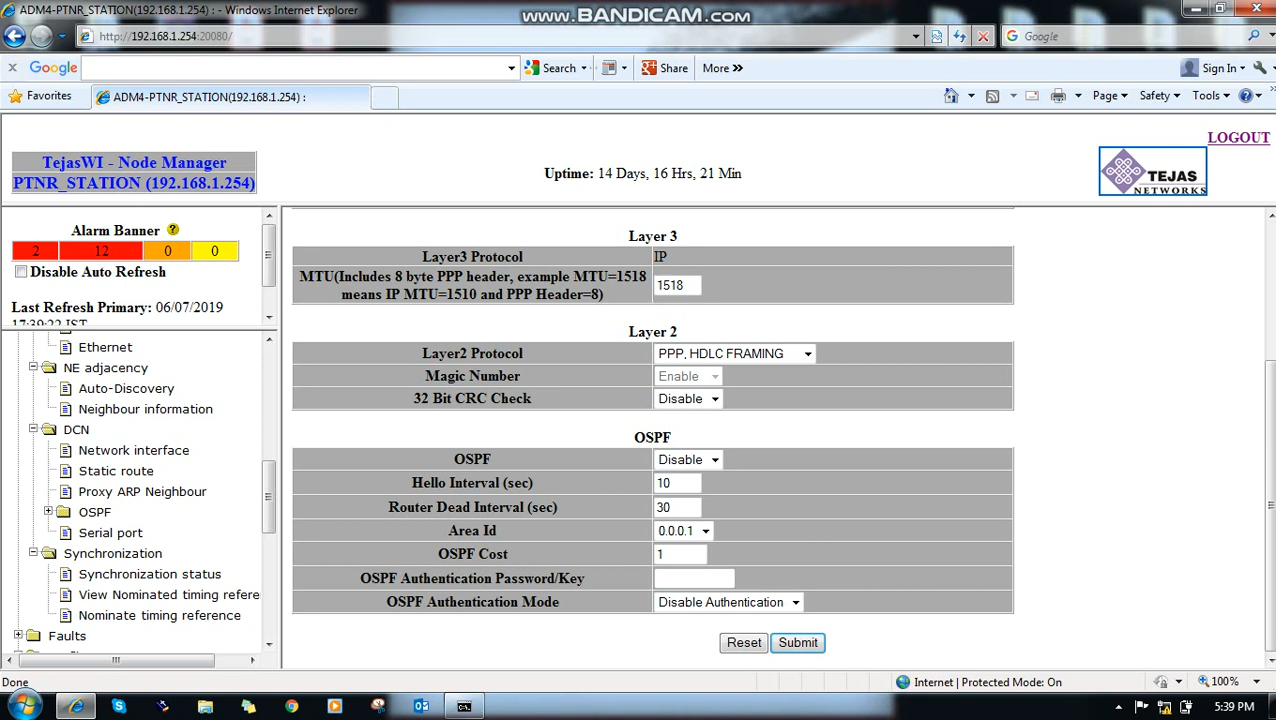 ADM4-PTNR_STATION(192.168.1.254) : - Windows Internet Explorer
www.BANDICAM.com
http://192.168.1.254:20080/
Google
Google
Search
Share
More »
Sign In
Favorites
ADM4-PTNR_STATION(192.168.1.254) :
Page
Safety
Tools
LOGOUT
TejasWI - Node Manager
PTNR_STATION (192.168.1.254)
Uptime: 14 Days, 16 Hrs, 21 Min
TEJAS
NETWORKS
Alarm Banner
2 12 0 0
Disable Auto Refresh
Last Refresh Primary: 06/07/2019
17:39:22 IST
Ethernet
NE adjacency
Auto-Discovery
Neighbour information
DCN
Network interface
Static route
Proxy ARP Neighbour
OSPF
Serial port
Synchronization
Synchronization status
View Nominated timing refere
Nominate timing reference
Faults
Layer 3
Layer3 Protocol IP
MTU(Includes 8 byte PPP header, example MTU=1518
means IP MTU=1510 and PPP Header=8) 1518
Layer 2
Layer2 Protocol PPP, HDLC FRAMING
Magic Number Enable
32 Bit CRC Check Disable
OSPF
OSPF Disable
Hello Interval (sec) 10
Router Dead Interval (sec) 30
Area Id 0.0.0.1
OSPF Cost 1
OSPF Authentication Password/Key
OSPF Authentication Mode Disable Authentication
Reset Submit
Done
Internet | Protected Mode: On
100%
5:39 PM